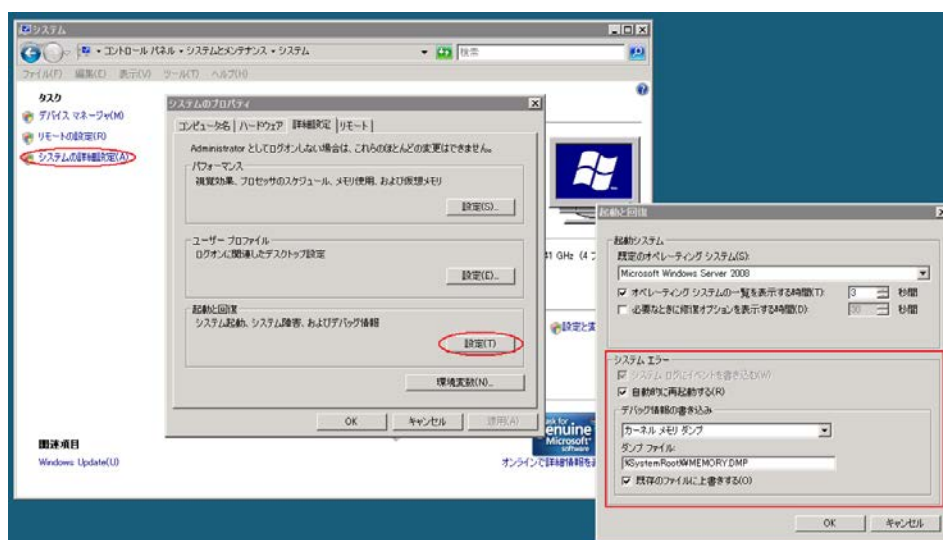 システム
コントロール パネル • システムとメンテナンス • システム
検索
ファイル(F) 編集(E) 表示(V) ツール(T) ヘルプ(H)
タスク
デバイス マネージャ(M)
リモートの設定(R)
システムの詳細設定(A)
関連項目
Windows Update(U)
システムのプロパティ
コンピュータ名 ハードウェア 詳細設定 リモート
Administrator としてログオンしない場合は、これらのほとんどの変更はできません。
パフォーマンス
視覚効果、プロセッサのスケジュール、メモリ使用、および仮想メモリ
設定(S)...
ユーザー プロファイル
ログオンに関連したデスクトップ設定
設定(E)...
起動と回復
システム起動、システム障害、およびデバッグ情報
設定(T)
環境変数(N)...
OK キャンセル 適用(A)
41 GHz (4
設定と変
ask for
genuine
Microsoft
software
オンラインで詳細情報を
起動と回復
起動システム
既定のオペレーティング システム(S):
Microsoft Windows Server 2008
オペレーティング システムの一覧を表示する時間(T): 3 秒間
必要なときに修復オプションを表示する時間(D): 30 秒間
システム エラー
システム ログにイベントを書き込む(W)
自動的に再起動する(R)
デバッグ情報の書き込み
カーネル メモリ ダンプ
ダンプ ファイル:
%SystemRoot%¥MEMORY.DMP
既存のファイルに上書きする(O)
OK キャンセル